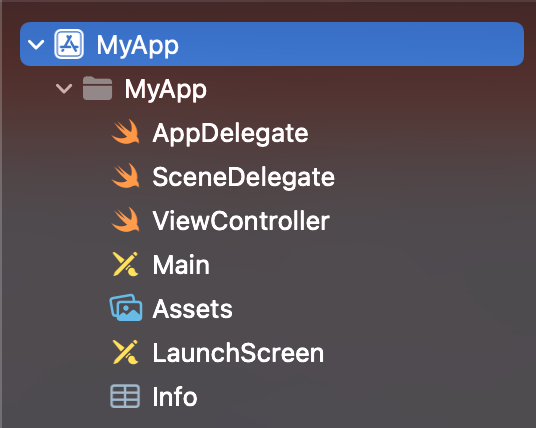 MyApp
MyApp
AppDelegate
SceneDelegate
ViewController
Main
Assets
LaunchScreen
Info